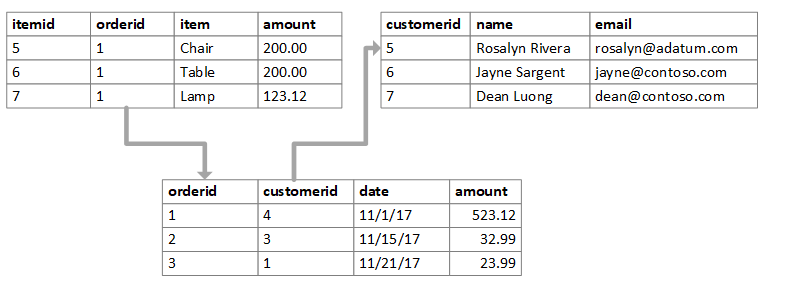 itemid orderid item amount
5 1 Chair 200.00
6 1 Table 200.00
7 1 Lamp 123.12
customerid name email
5 Rosalyn Rivera rosalyn@adatum.com
6 Jayne Sargent jayne@contoso.com
7 Dean Luong dean@contoso.com
orderid customerid date amount
1 4 11/1/17 523.12
2 3 11/15/17 32.99
3 1 11/21/17 23.99